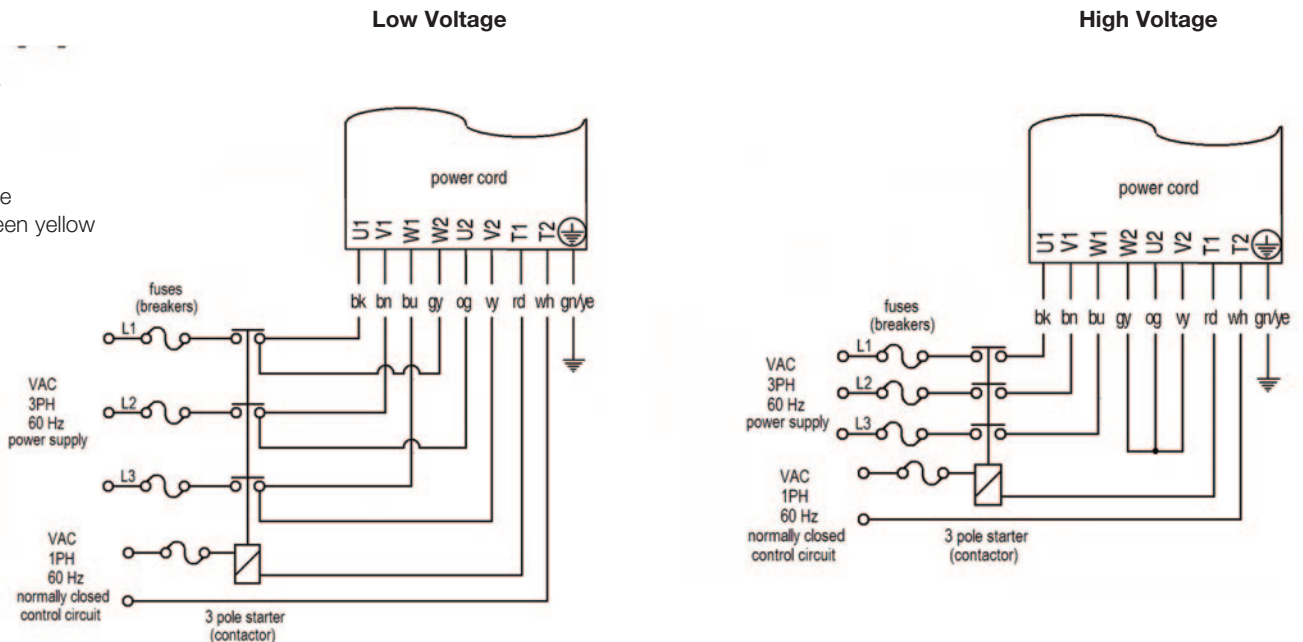 Low Voltage
High Voltage
een yellow
power cord
U1 V1 W1 W2 U2 V2 T1 T2
bk bn bu gy og vy rd wh gn/ye
fuses
(breakers)
L1
L2
L3
VAC
3PH
60 Hz
power supply
VAC
1PH
60 Hz
normally closed
control circuit
3 pole starter
(contactor)
power cord
U1 V1 W1 W2 U2 V2 T1 T2
bk bn bu gy og vy rd wh gn/ye
fuses
(breakers)
L1
L2
L3
VAC
3PH
60 Hz
power supply
VAC
1PH
60 Hz
normally closed
control circuit
3 pole starter
(contactor)